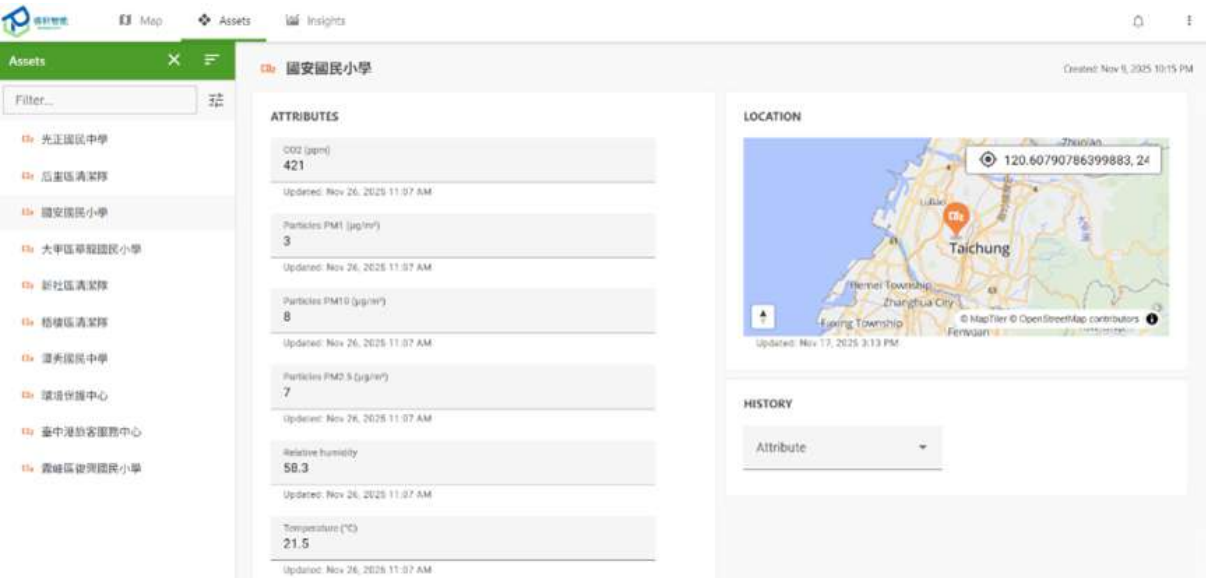 Map
Assets
Insights
Assets
Filter...
光正國民中學
后里區清潔隊
國安國民小學
大甲區華龍國民小學
新社區清潔隊
梧棲區清潔隊
潭秀國民中學
環境保護中心
臺中港旅客服務中心
霧峰區復興國民小學
CO₂ 國安國民小學
Created: Nov 9, 2025 10:15 PM
ATTRIBUTES
CO2 (ppm)
421
Updated: Nov 26, 2025 11:07 AM
Particles PM1 (µg/m³)
3
Updated: Nov 26, 2025 11:07 AM
Particles PM10 (µg/m³)
8
Updated: Nov 26, 2025 11:07 AM
Particles PM2.5 (µg/m³)
7
Updated: Nov 26, 2025 11:07 AM
Relative humidity
58.3
Updated: Nov 26, 2025 11:07 AM
Temperature (°C)
21.5
Updated: Nov 26, 2025 11:07 AM
LOCATION
120.60790786399883, 24
CO₂
Taichung
Hemei Township
Zhanghua City
Fuxing Township
Fenyuan
© MapTiler © OpenStreetMap contributors
Updated: Nov 17, 2025 3:13 PM
HISTORY
Attribute